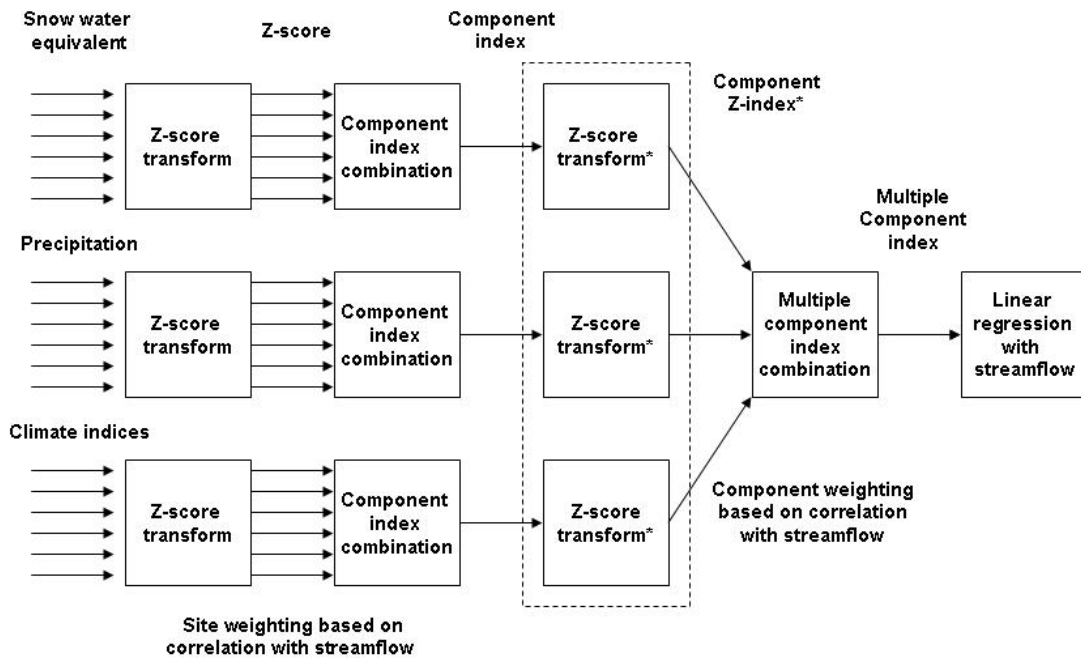 Snow water
equivalent
Z-score
Component
index
Component
Z-index*
Z-score
transform
Component
index
combination
Z-score
transform*
Precipitation
Z-score
transform
Component
index
combination
Z-score
transform*
Multiple
component
index
combination
Multiple
Component
index
Linear
regression
with
streamflow
Climate indices
Z-score
transform
Component
index
combination
Z-score
transform*
Component weighting
based on correlation
with streamflow
Site weighting based on
correlation with streamflow